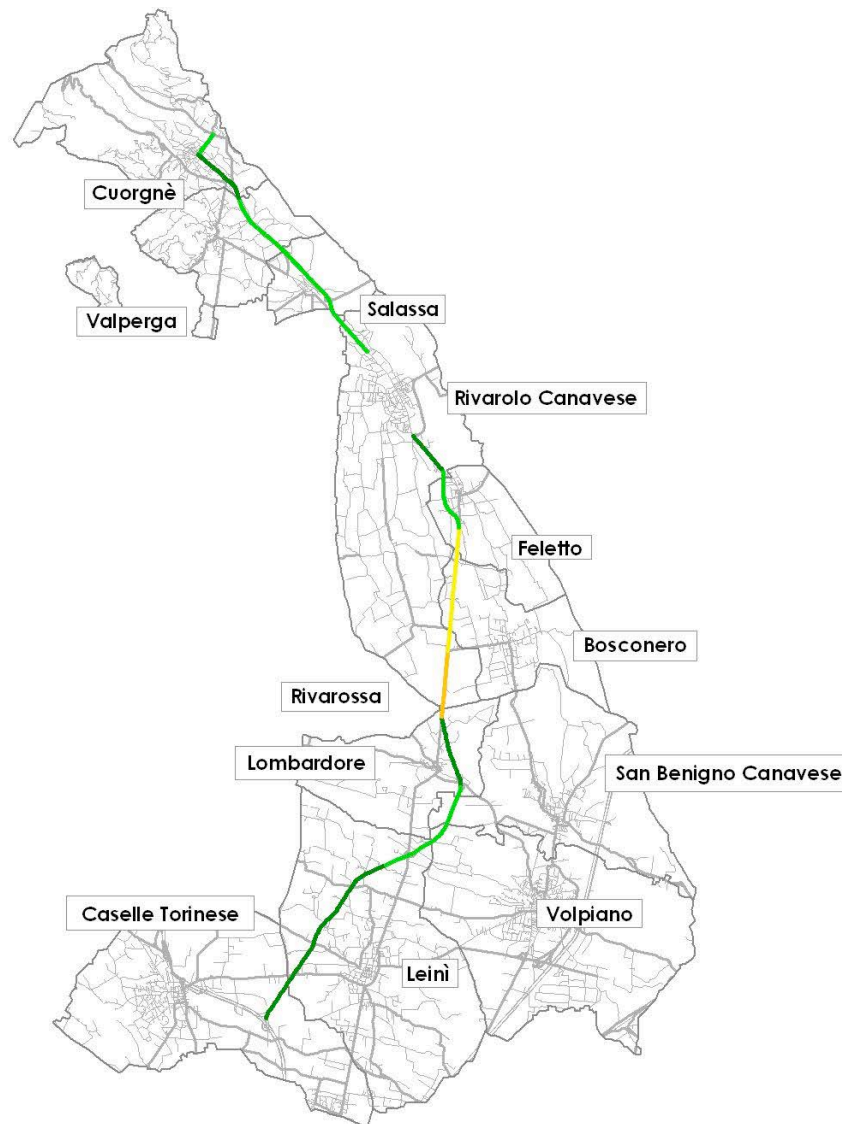 Cuorgnè
Valperga
Salassa
Rivarolo Canavese
Feletto
Bosconero
Rivarossa
Lombardore
San Benigno Canavese
Caselle Torinese
Volpiano
Leinì